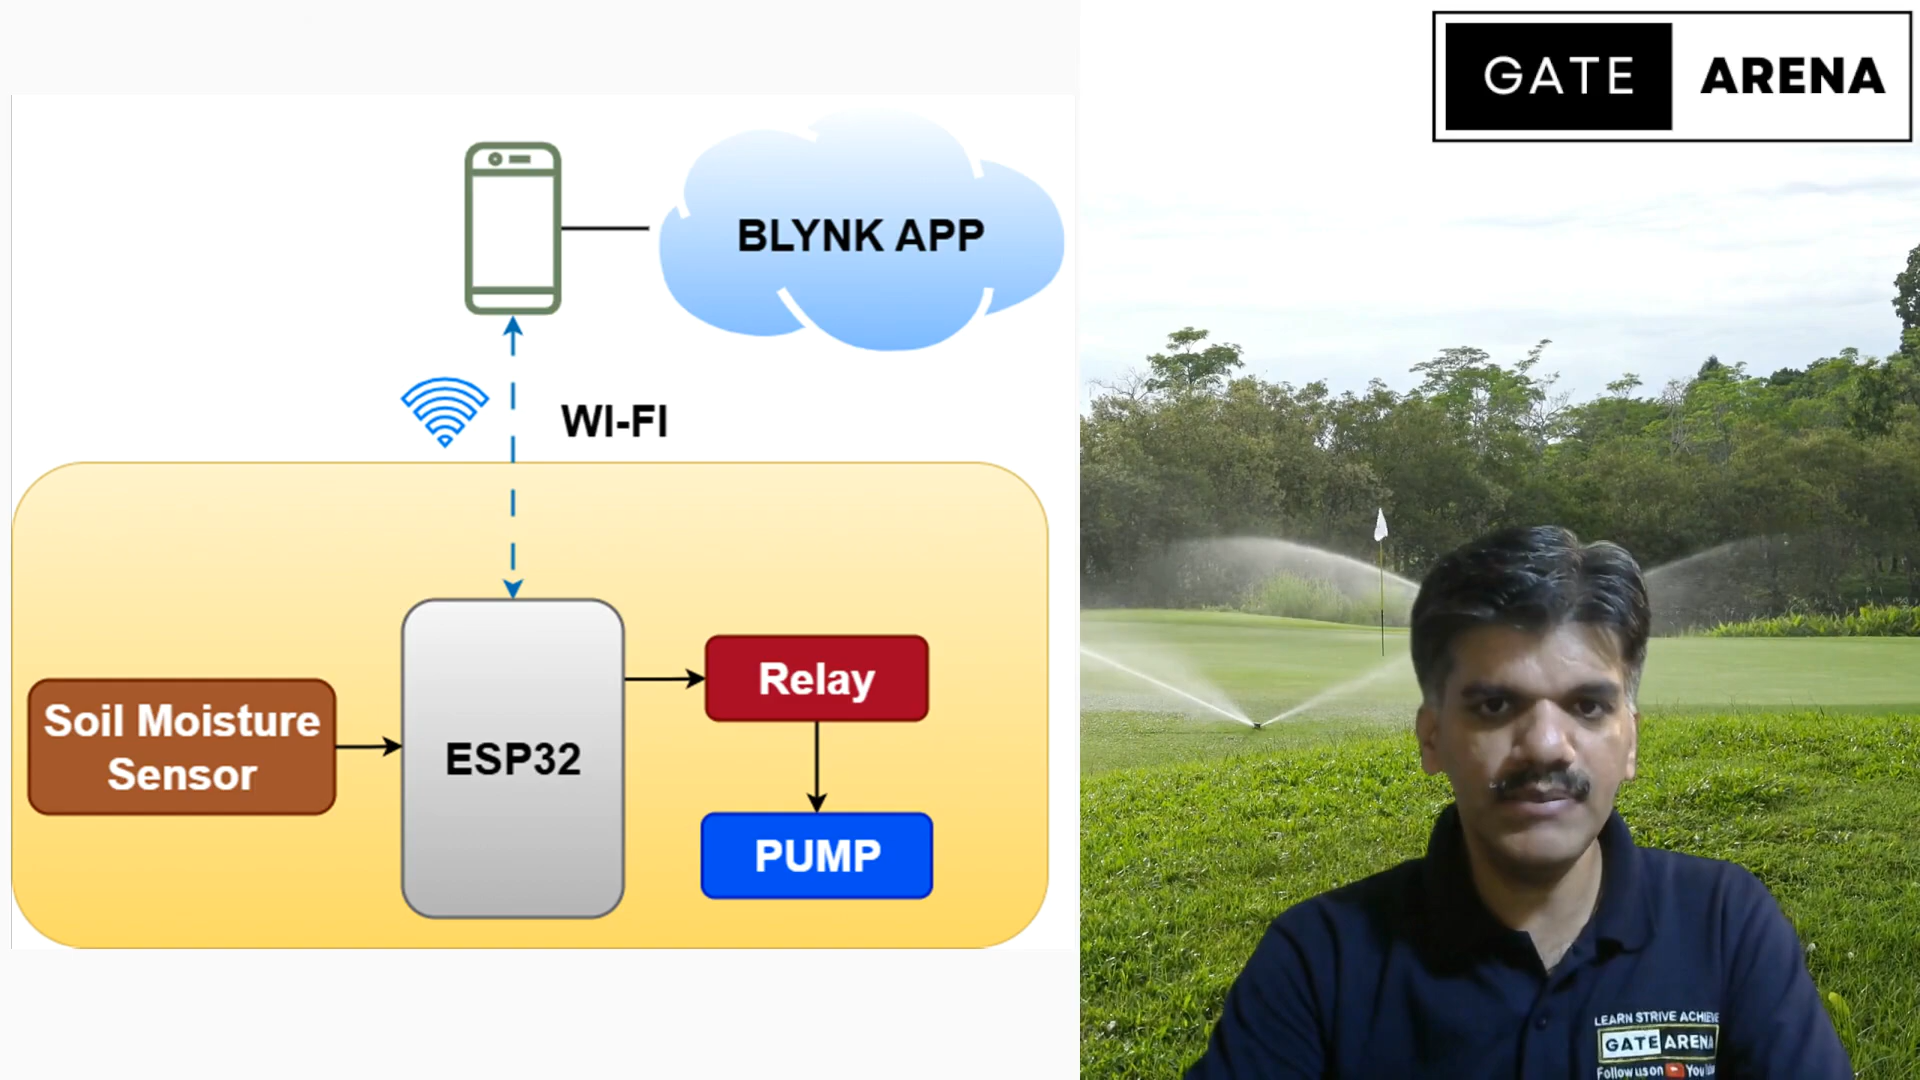 GATE ARENA
BLYNK APP
WI-FI
Soil Moisture
Sensor
ESP32
Relay
PUMP
LEARN STRIVE ACHIEVE
GATE ARENA
Follow us on